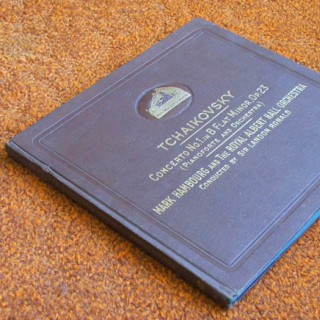 TCHAIKOVSKY
CONCERTO NO.1. IN B FLAT MINOR, OP.23
(PIANOFORTE AND ORCHESTRA)
MARK HAMBOURG AND THE ROYAL ALBERT HALL ORCHESTRA
CONDUCTED BY SIR LANDON RONALD